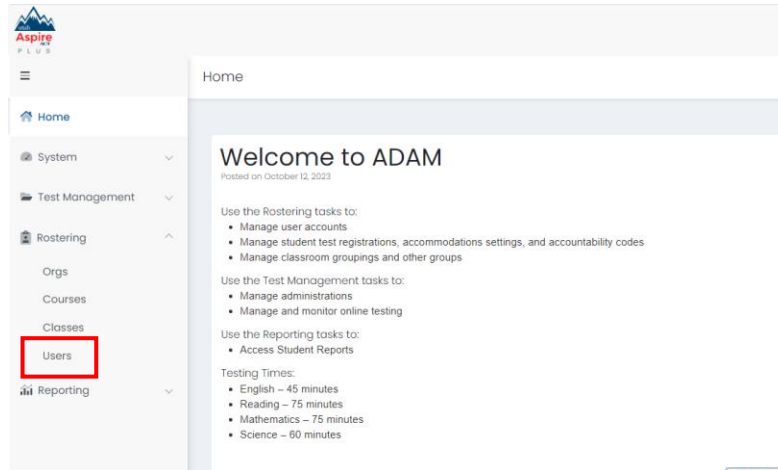 Utah
Aspire
PLUS
Home
Home
System
Test Management
Rostering
Orgs
Courses
Classes
Users
Reporting
Welcome to ADAM
Posted on October 12, 2023
Use the Rostering tasks to:
• Manage user accounts
• Manage student test registrations, accommodations settings, and accountability codes
• Manage classroom groupings and other groups
Use the Test Management tasks to:
• Manage administrations
• Manage and monitor online testing
Use the Reporting tasks to:
• Access Student Reports
Testing Times:
• English – 45 minutes
• Reading – 75 minutes
• Mathematics – 75 minutes
• Science – 60 minutes